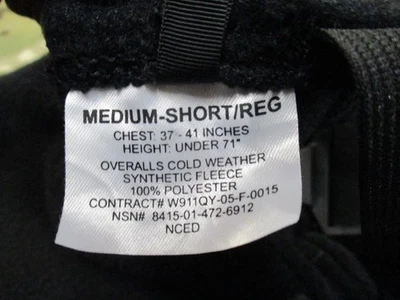 MEDIUM-SHORT/REG
CHEST: 37 - 41 INCHES
HEIGHT: UNDER 71"
OVERALLS COLD WEATHER
SYNTHETIC FLEECE
100% POLYESTER
CONTRACT# W911QY-05-F-0015
NSN# 8415-01-472-6912
NCED